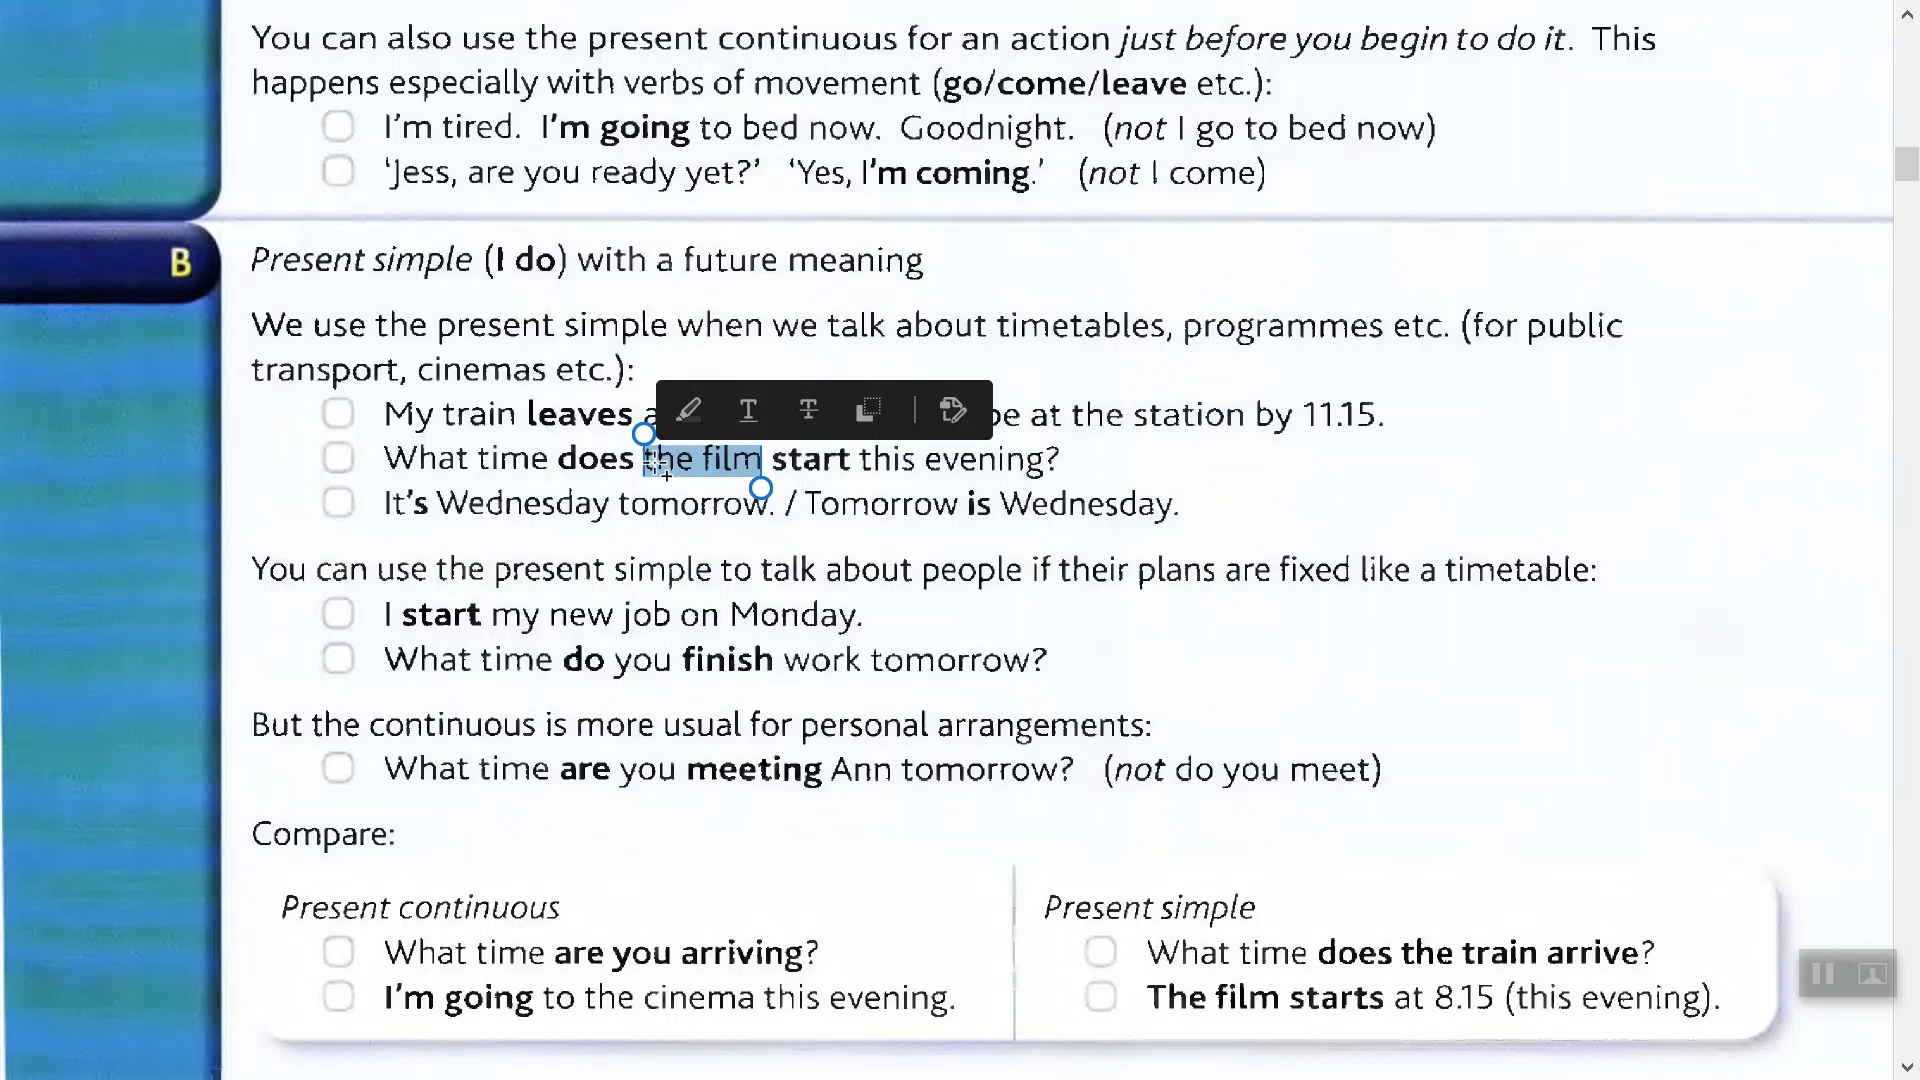 You can also use the present continuous for an action just before you begin to do it. This
happens especially with verbs of movement (go/come/leave etc.):
I'm tired. I'm going to bed now. Goodnight. (not I go to bed now)
‘Jess, are you ready yet?’ ‘Yes, I'm coming.’ (not I come)
B
Present simple (I do) with a future meaning
We use the present simple when we talk about timetables, programmes etc. (for public
transport, cinemas etc.):
My train leaves be at the station by 11.15.
What time does the film start this evening?
It's Wednesday tomorrow. / Tomorrow is Wednesday.
You can use the present simple to talk about people if their plans are fixed like a timetable:
I start my new job on Monday.
What time do you finish work tomorrow?
But the continuous is more usual for personal arrangements:
What time are you meeting Ann tomorrow? (not do you meet)
Compare:
Present continuous
What time are you arriving?
I'm going to the cinema this evening.
Present simple
What time does the train arrive?
The film starts at 8.15 (this evening).